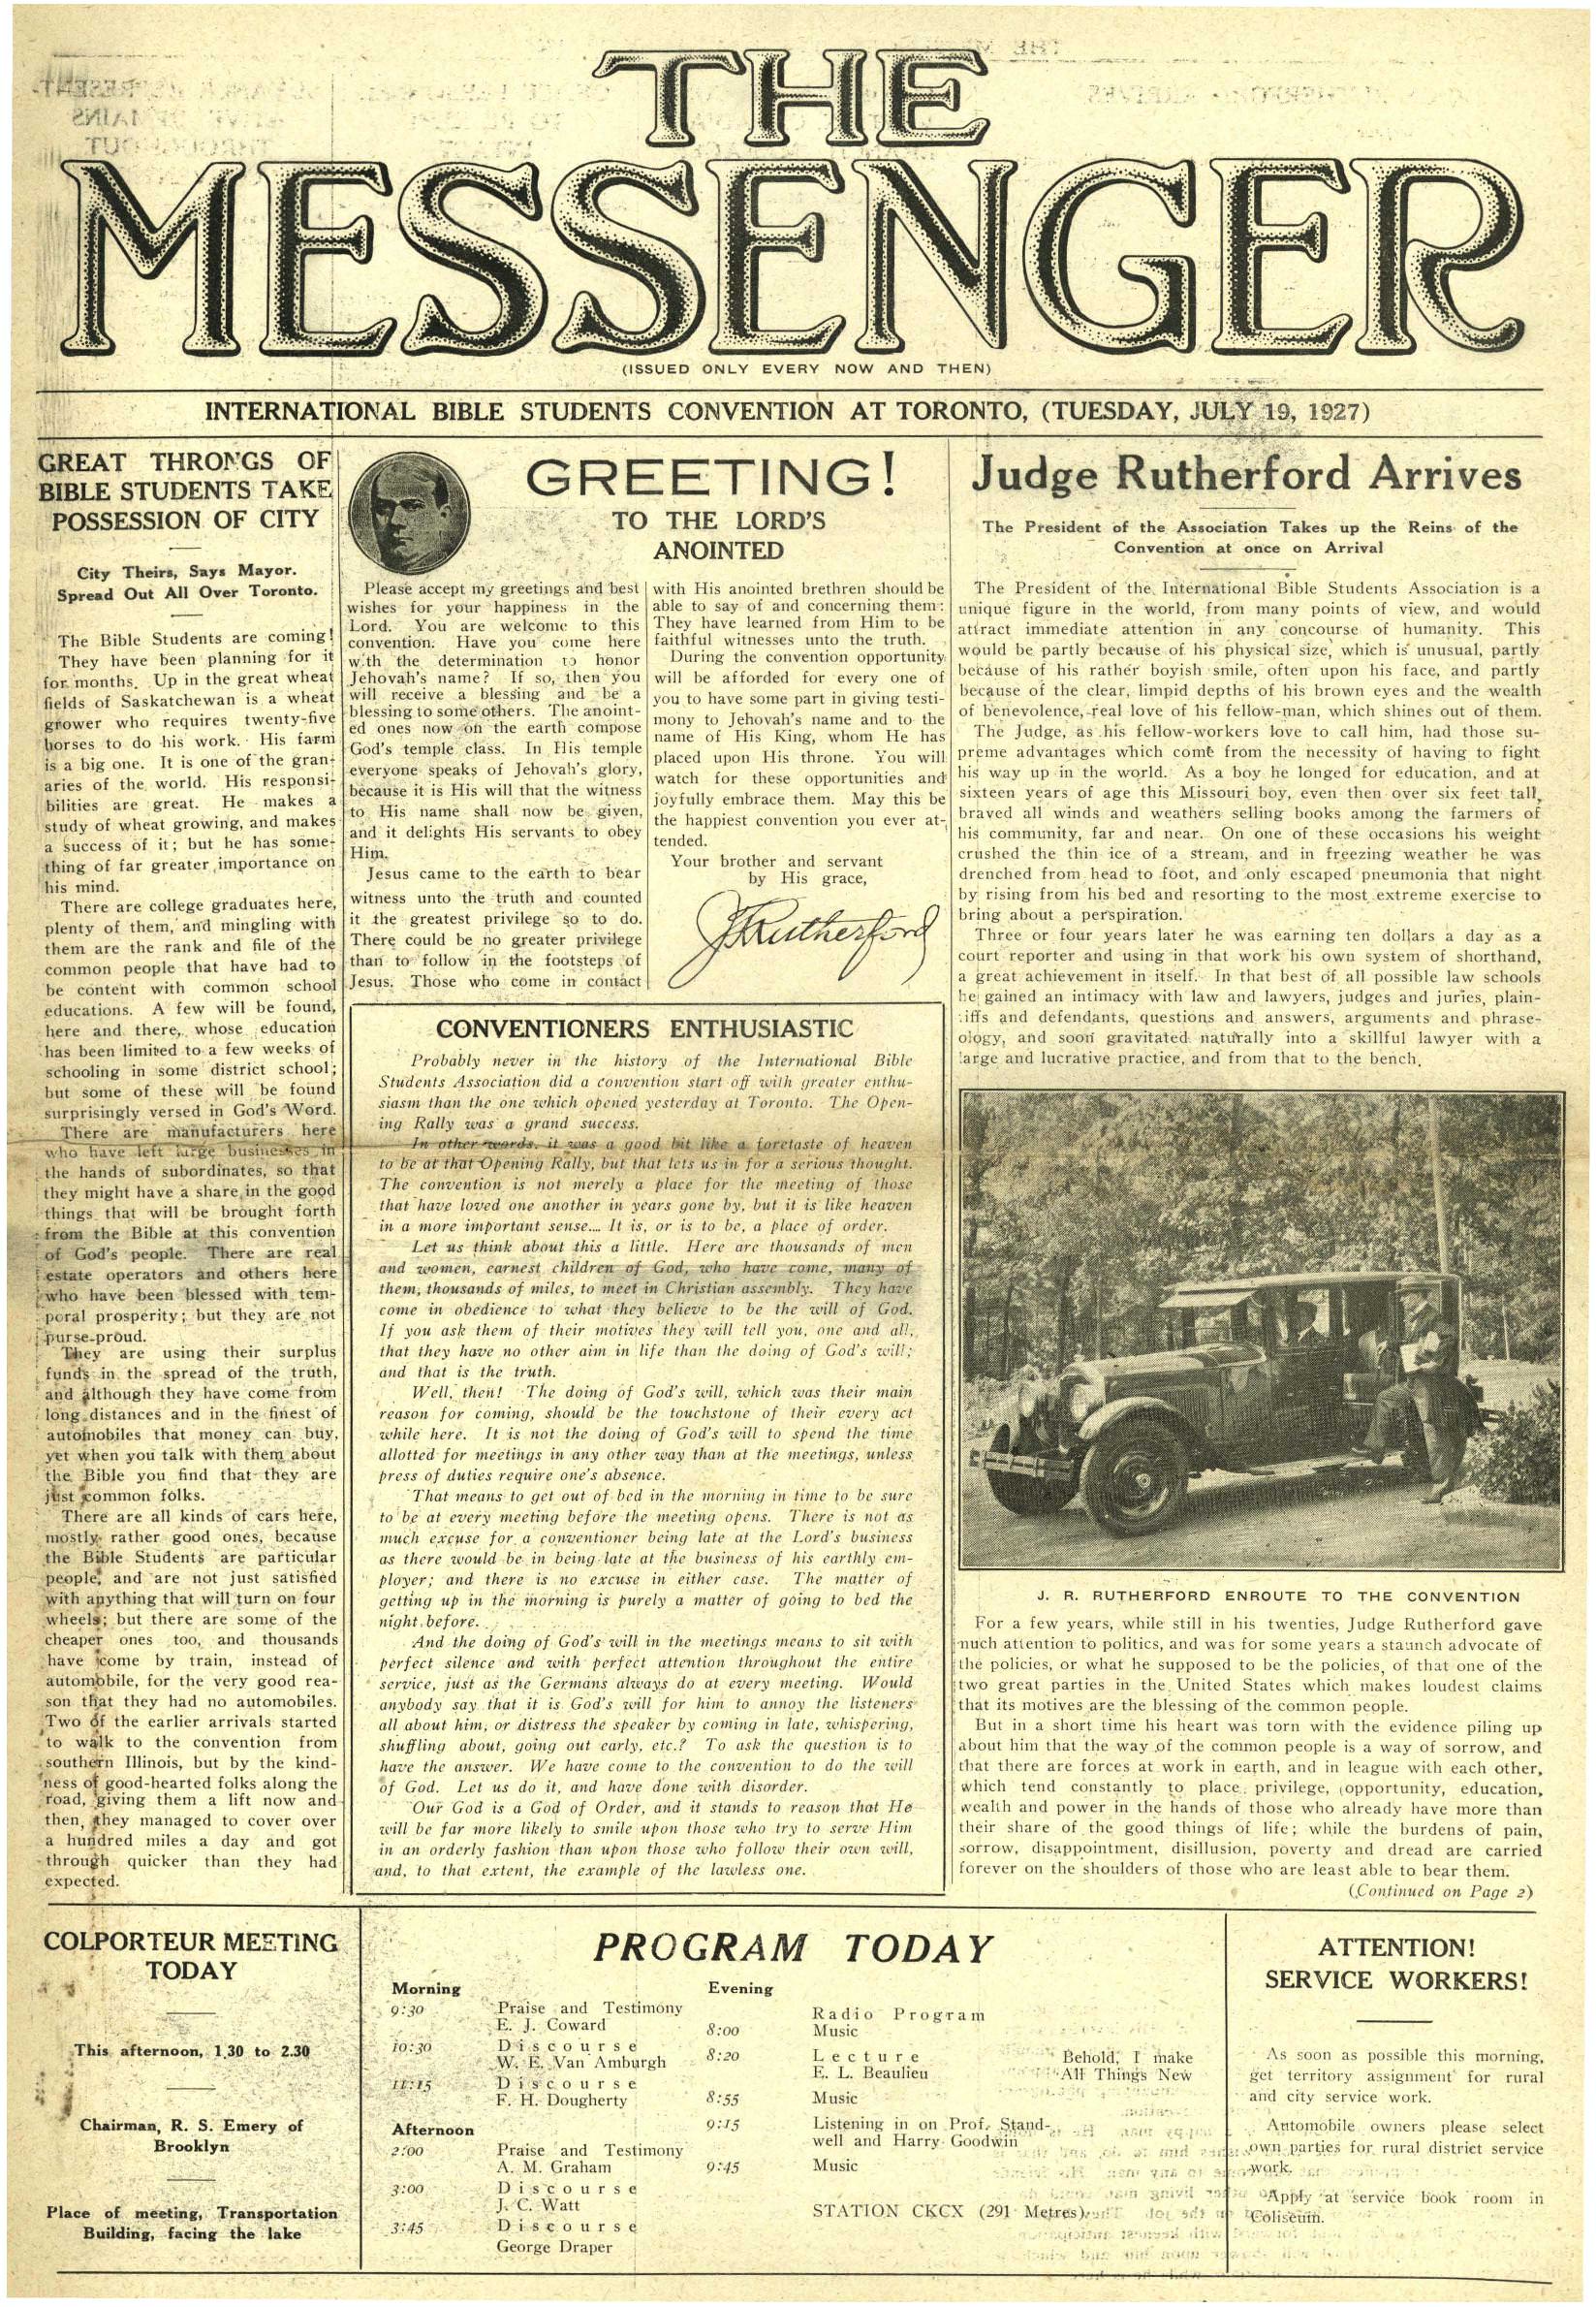 THE
MESSENGER
(ISSUED ONLY EVERY NOW AND THEN)
INTERNATIONAL BIBLE STUDENTS CONVENTION AT TORONTO, (TUESDAY, JULY 19, 1927)
GREAT THRONGS OF
BIBLE STUDENTS TAKE
POSSESSION OF CITY
City Theirs, Says Mayor.
Spread Out All Over Toronto.
The Bible Students are coming!
They have been planning for it
for months. Up in the great wheat
fields of Saskatchewan is a wheat
grower who requires twenty-five
horses to do his work. His farm
is a big one. It is one of the gran-
aries of the world. His responsi-
bilities are great. He makes a
study of wheat growing, and makes
a success of it; but he has some-
thing of far greater importance on
his mind.
There are college graduates here,
plenty of them, and mingling with
them are the rank and file of the
common people that have had to
be content with common school
educations. A few will be found,
here and there, whose education
has been limited to a few weeks of
schooling in some district school;
but some of these will be found
surprisingly versed in God's Word.
There are manufacturers here
who have left large businesses in
the hands of subordinates, so that
they might have a share in the good
things that will be brought forth
from the Bible at this convention
of God's people. There are real
estate operators and others here
who have been blessed with tem-
poral prosperity; but they are not
purse-proud.
They are using their surplus
funds in the spread of the truth,
and although they have come from
long distances and in the finest of
automobiles that money can buy,
yet when you talk with them about
the Bible you find that they are
just common folks.
There are all kinds of cars here,
mostly rather good ones, because
the Bible Students are particular
people, and are not just satisfied
with anything that will turn on four
wheels; but there are some of the
cheaper ones too, and thousands
have come by train, instead of
automobile, for the very good rea-
son that they had no automobiles.
Two of the earlier arrivals started
to walk to the convention from
southern Illinois, but by the kind-
ness of good-hearted folks along the
road, giving them a lift now and
then, they managed to cover over
a hundred miles a day and got
through quicker than they had
expected.
GREETING!
TO THE LORD'S
ANOINTED
Please accept my greetings and best
wishes for your happiness in the
Lord. You are welcome to this
convention. Have you come here
with the determination to honor
Jehovah's name? If so, then you
will receive a blessing and be a
blessing to some others. The anoint-
ed ones now on the earth compose
God's temple class. In His temple
everyone speaks of Jehovah's glory,
because it is His will that the witness
to His name shall now be given,
and it delights His servants to obey
Him.
Jesus came to the earth to bear
witness unto the truth and counted
it the greatest privilege so to do.
There could be no greater privilege
than to follow in the footsteps of
Jesus. Those who come in contact
with His anointed brethren should be
able to say of and concerning them:
They have learned from Him to be
faithful witnesses unto the truth.
During the convention opportunity
will be afforded for every one of
you to have some part in giving testi-
mony to Jehovah's name and to the
name of His King, whom He has
placed upon His throne. You will
watch for these opportunities and
joyfully embrace them. May this be
the happiest convention you ever at-
tended.
Your brother and servant
by His grace,
J F Rutherford
CONVENTIONERS ENTHUSIASTIC
Probably never in the history of the International Bible
Students Association did a convention start off with greater enthu-
siasm than the one which opened yesterday at Toronto. The Open-
ing Rally was a grand success.
In other words, it was a good bit like a foretaste of heaven
to be at that Opening Rally, but that lets us in for a serious thought.
The convention is not merely a place for the meeting of those
that have loved one another in years gone by, but it is like heaven
in a more important sense... It is, or is to be, a place of order.
Let us think about this a little. Here are thousands of men
and women, earnest children of God, who have come, many of
them, thousands of miles, to meet in Christian assembly. They have
come in obedience to what they believe to be the will of God.
If you ask them of their motives they will tell you, one and all,
that they have no other aim in life than the doing of God's will;
and that is the truth.
Well, then! The doing of God's will, which was their main
reason for coming, should be the touchstone of their every act
while here. It is not the doing of God's will to spend the time
allotted for meetings in any other way than at the meetings, unless
press of duties require one's absence.
That means to get out of bed in the morning in time to be sure
to be at every meeting before the meeting opens. There is not as
much excuse for a conventioner being late at the Lord's business
as there would be in being late at the business of his earthly em-
ployer; and there is no excuse in either case. The matter of
getting up in the morning is purely a matter of going to bed the
night before.
And the doing of God's will in the meetings means to sit with
perfect silence and with perfect attention throughout the entire
service, just as the Germans always do at every meeting. Would
anybody say that it is God's will for him to annoy the listeners
all about him, or distress the speaker by coming in late, whispering,
shuffling about, going out early, etc.? To ask the question is to
have the answer. We have come to the convention to do the will
of God. Let us do it, and have done with disorder.
Our God is a God of Order, and it stands to reason that He
will be far more likely to smile upon those who try to serve Him
in an orderly fashion than upon those who follow their own will,
and, to that extent, the example of the lawless one.
Judge Rutherford Arrives
The President of the Association Takes up the Reins of the
Convention at once on Arrival
The President of the International Bible Students Association is a
unique figure in the world, from many points of view, and would
attract immediate attention in any concourse of humanity. This
would be partly because of his physical size, which is unusual, partly
because of his rather boyish smile, often upon his face, and partly
because of the clear, limpid depths of his brown eyes and the wealth
of benevolence, real love of his fellow-man, which shines out of them.
The Judge, as his fellow-workers love to call him, had those su-
preme advantages which come from the necessity of having to fight
his way up in the world. As a boy he longed for education, and at
sixteen years of age this Missouri boy, even then over six feet tall,
braved all winds and weathers selling books among the farmers of
his community, far and near. On one of these occasions his weight
crushed the thin ice of a stream, and in freezing weather he was
drenched from head to foot, and only escaped pneumonia that night
by rising from his bed and resorting to the most extreme exercise to
bring about a perspiration.
Three or four years later he was earning ten dollars a day as a
court reporter and using in that work his own system of shorthand,
a great achievement in itself. In that best of all possible law schools
he gained an intimacy with law and lawyers, judges and juries, plain-
tiffs and defendants, questions and answers, arguments and phrase-
ology, and soon gravitated naturally into a skillful lawyer with a
large and lucrative practice, and from that to the bench.
J. R. RUTHERFORD ENROUTE TO THE CONVENTION
For a few years, while still in his twenties, Judge Rutherford gave
much attention to politics, and was for some years a staunch advocate of
the policies, or what he supposed to be the policies, of that one of the
two great parties in the United States which makes loudest claims
that its motives are the blessing of the common people.
But in a short time his heart was torn with the evidence piling up
about him that the way of the common people is a way of sorrow, and
that there are forces at work in earth, and in league with each other,
which tend constantly to place privilege, opportunity, education,
wealth and power in the hands of those who already have more than
their share of the good things of life; while the burdens of pain,
sorrow, disappointment, disillusion, poverty and dread are carried
forever on the shoulders of those who are least able to bear them.
(Continued on Page 2)
COLPORTEUR MEETING
TODAY
This afternoon, 1.30 to 2.30
Chairman, R. S. Emery of
Brooklyn
Place of meeting, Transportation
Building, facing the lake
PROGRAM TODAY
Morning
9:30 Praise and Testimony
E. J. Coward
10:30 Discourse
W. E. Van Amburgh
11:15 Discourse
F. H. Dougherty
Afternoon
2:00 Praise and Testimony
A. M. Graham
3:00 Discourse
J. C. Watt
3:45 Discourse
George Draper
Evening
Radio Program
8:00 Music
8:20 Lecture Behold, I make
E. L. Beaulieu All Things New
8:55 Music
9:15 Listening in on Prof. Stand-
well and Harry Goodwin
9:45 Music
STATION CKCX (291 Metres)
ATTENTION!
SERVICE WORKERS!
As soon as possible this morning,
get territory assignment for rural
and city service work.
Automobile owners please select
own parties for rural district service
work.
Apply at service book room in
Coliseum.